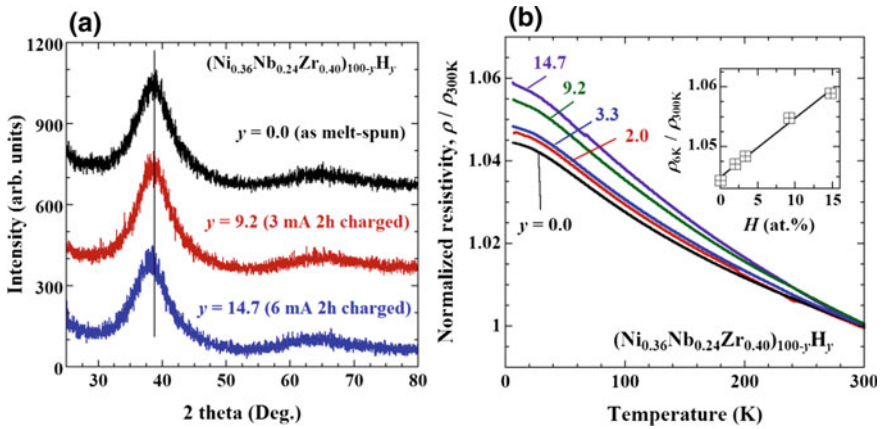 (a)
1200
900
600
300
0
30 40 50 60 70 80
Intensity (arb. units)
2 theta (Deg.)
(Ni0.36Nb0.24Zr0.40)100-yHy
y = 0.0 (as melt-spun)
y = 9.2 (3 mA 2h charged)
y = 14.7 (6 mA 2h charged)
(b)
1.06
1.04
1.02
1
0 100 200 300
Normalized resistivity, ρ / ρ300K
Temperature (K)
14.7
9.2
3.3
2.0
y = 0.0
(Ni0.36Nb0.24Zr0.40)100-yHy
1.06
1.05
0 5 10 15
ρ6K / ρ300K
H (at.%)